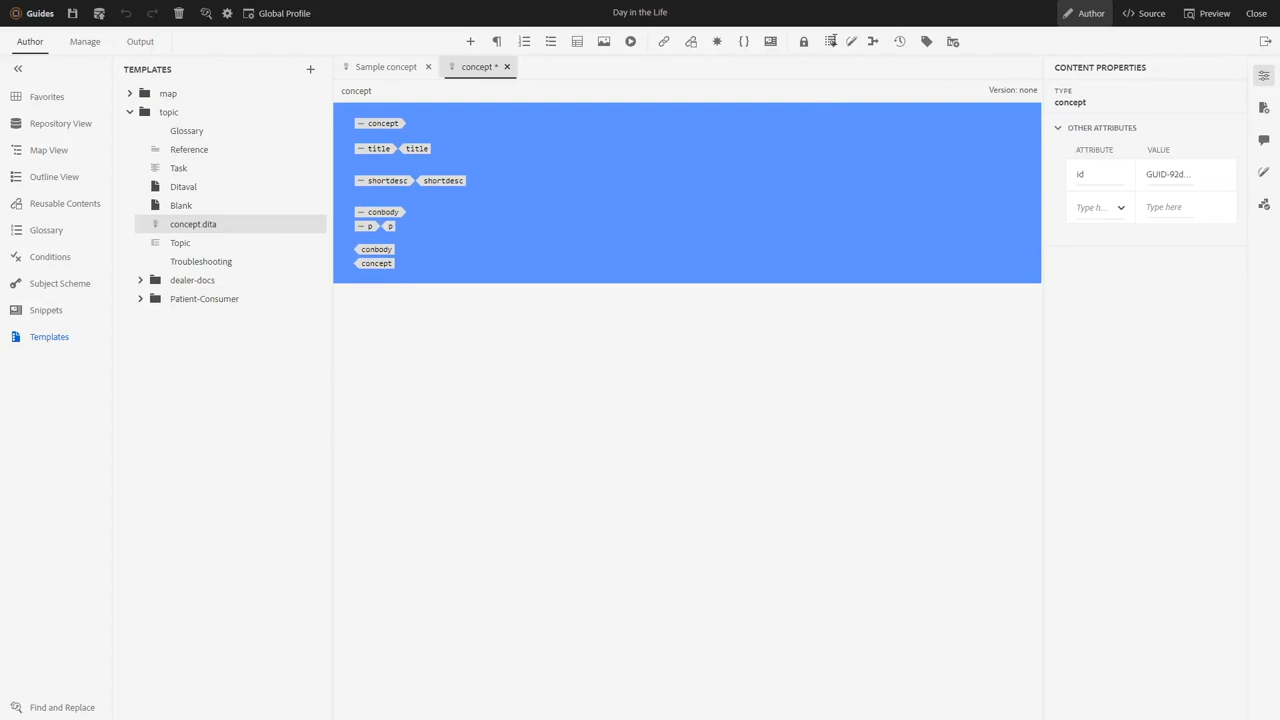 Guides
Global Profile
Day in the Life
Author
Source
Preview
Close
Author
Manage
Output
Favorites
Repository View
Map View
Outline View
Reusable Contents
Glossary
Conditions
Subject Scheme
Snippets
Templates
Find and Replace
TEMPLATES
map
topic
Glossary
Reference
Task
Ditaval
Blank
concept.dita
Topic
Troubleshooting
dealer-docs
Patient-Consumer
Sample concept
concept *
concept
Version: none
concept
title title
shortdesc shortdesc
conbody
p p
conbody
concept
CONTENT PROPERTIES
TYPE
concept
OTHER ATTRIBUTES
ATTRIBUTE VALUE
id GUID-92d...
Type h... Type here